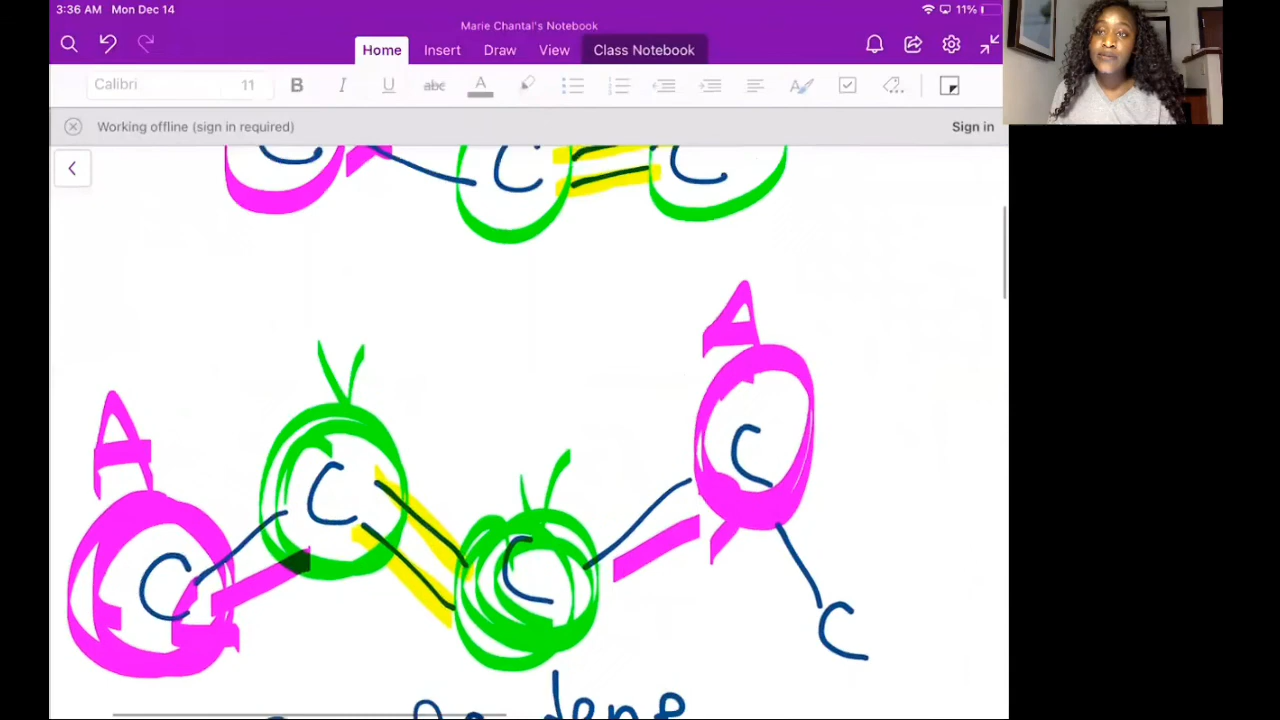 3:36 AM Mon Dec 14
11%
Marie Chantal's Notebook
Home Insert Draw View Class Notebook
Calibri 11 B I U abc A
Working offline (sign in required) Sign in
C C C
A
V
A
V
C
C
C
C
C